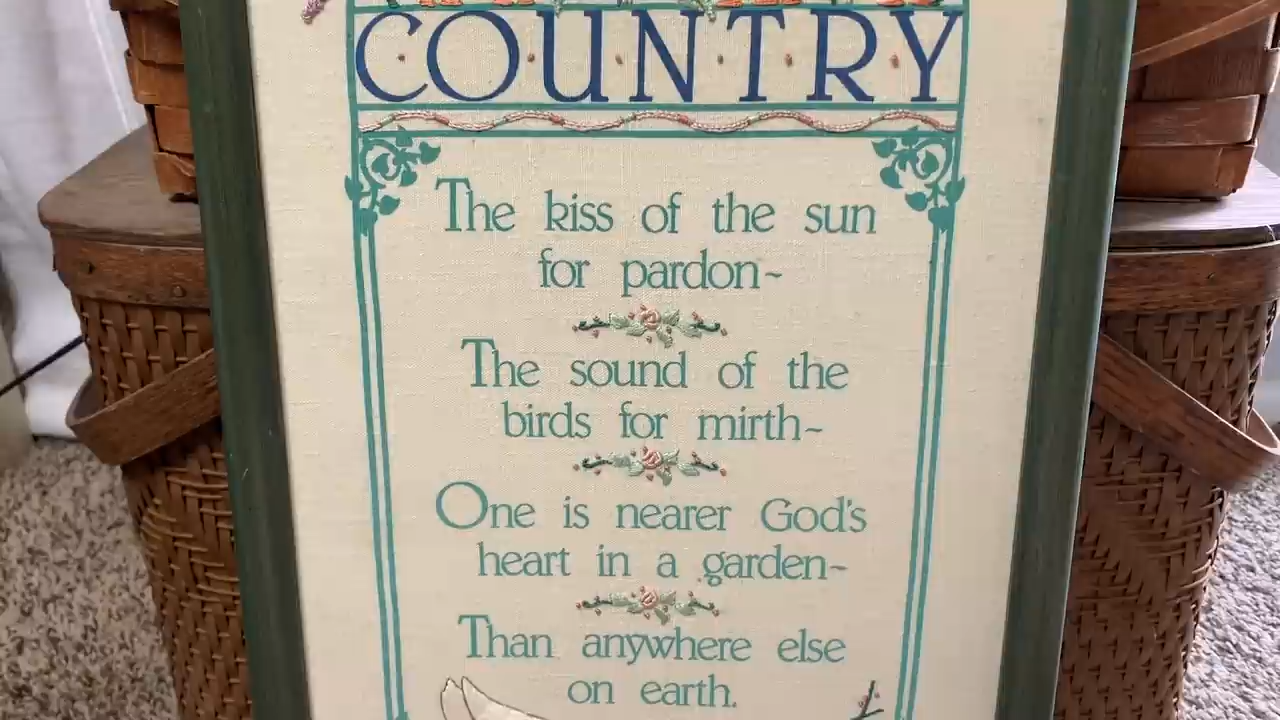 COUNTRY
The kiss of the sun
for pardon~
The sound of the
birds for mirth~
One is nearer God's
heart in a garden~
Than anywhere else
on earth.